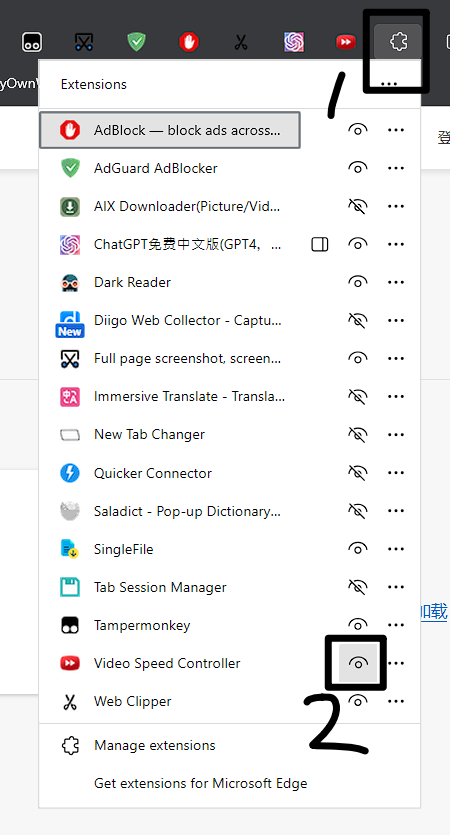 yOwn
1
Extensions
AdBlock — block ads across...
登
AdGuard AdBlocker
AIX Downloader(Picture/Vid...
ChatGPT免费中文版(GPT4, ...
Dark Reader
Diigo Web Collector - Captu...
New
Full page screenshot, screen...
Immersive Translate - Transla...
New Tab Changer
Quicker Connector
Saladict - Pop-up Dictionary...
SingleFile
Tab Session Manager
加载
Tampermonkey
Video Speed Controller
2
Web Clipper
Manage extensions
Get extensions for Microsoft Edge